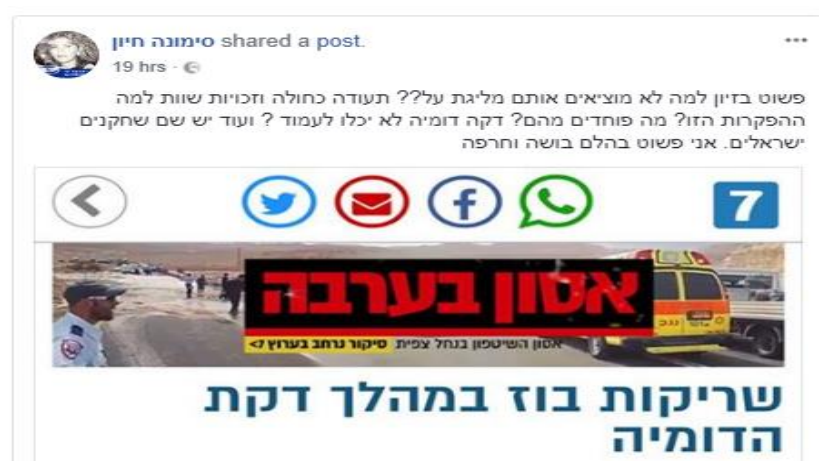 סימונה חיון shared a post.
19 hrs
פשוט בזיון למה לא מוציאים אותם מליגת על?? תעודה כחולה וזכויות שוות למה
ההפקרות הזו? מה פוחדים מהם? דקה דומיה לא יכלו לעמוד ? ועוד יש שם שחקנים
ישראלים. אני פשוט בהלם בושה וחרפה
7
אסון בערבה
אסון השיטפון בנחל צפית סיקור נרחב בערוץ 7>
שריקות בוז במהלך דקת
הדומיה